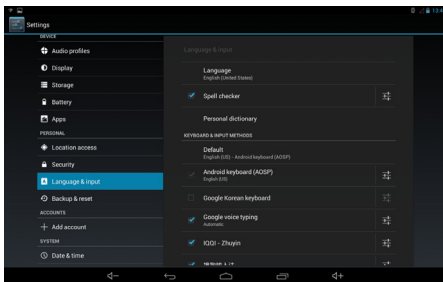 13:4
Settings
DEVICE
Audio profiles
Display
Storage
Battery
Apps
PERSONAL
Location access
Security
Language & input
Backup & reset
ACCOUNTS
Add account
SYSTEM
Date & time
Language & input
Language
English (United States)
Spell checker
Personal dictionary
KEYBOARD & INPUT METHODS
Default
English (US) - Android keyboard (AOSP)
Android keyboard (AOSP)
English (US)
Google Korean keyboard
Google voice typing
Automatic
IQQI - Zhuyin